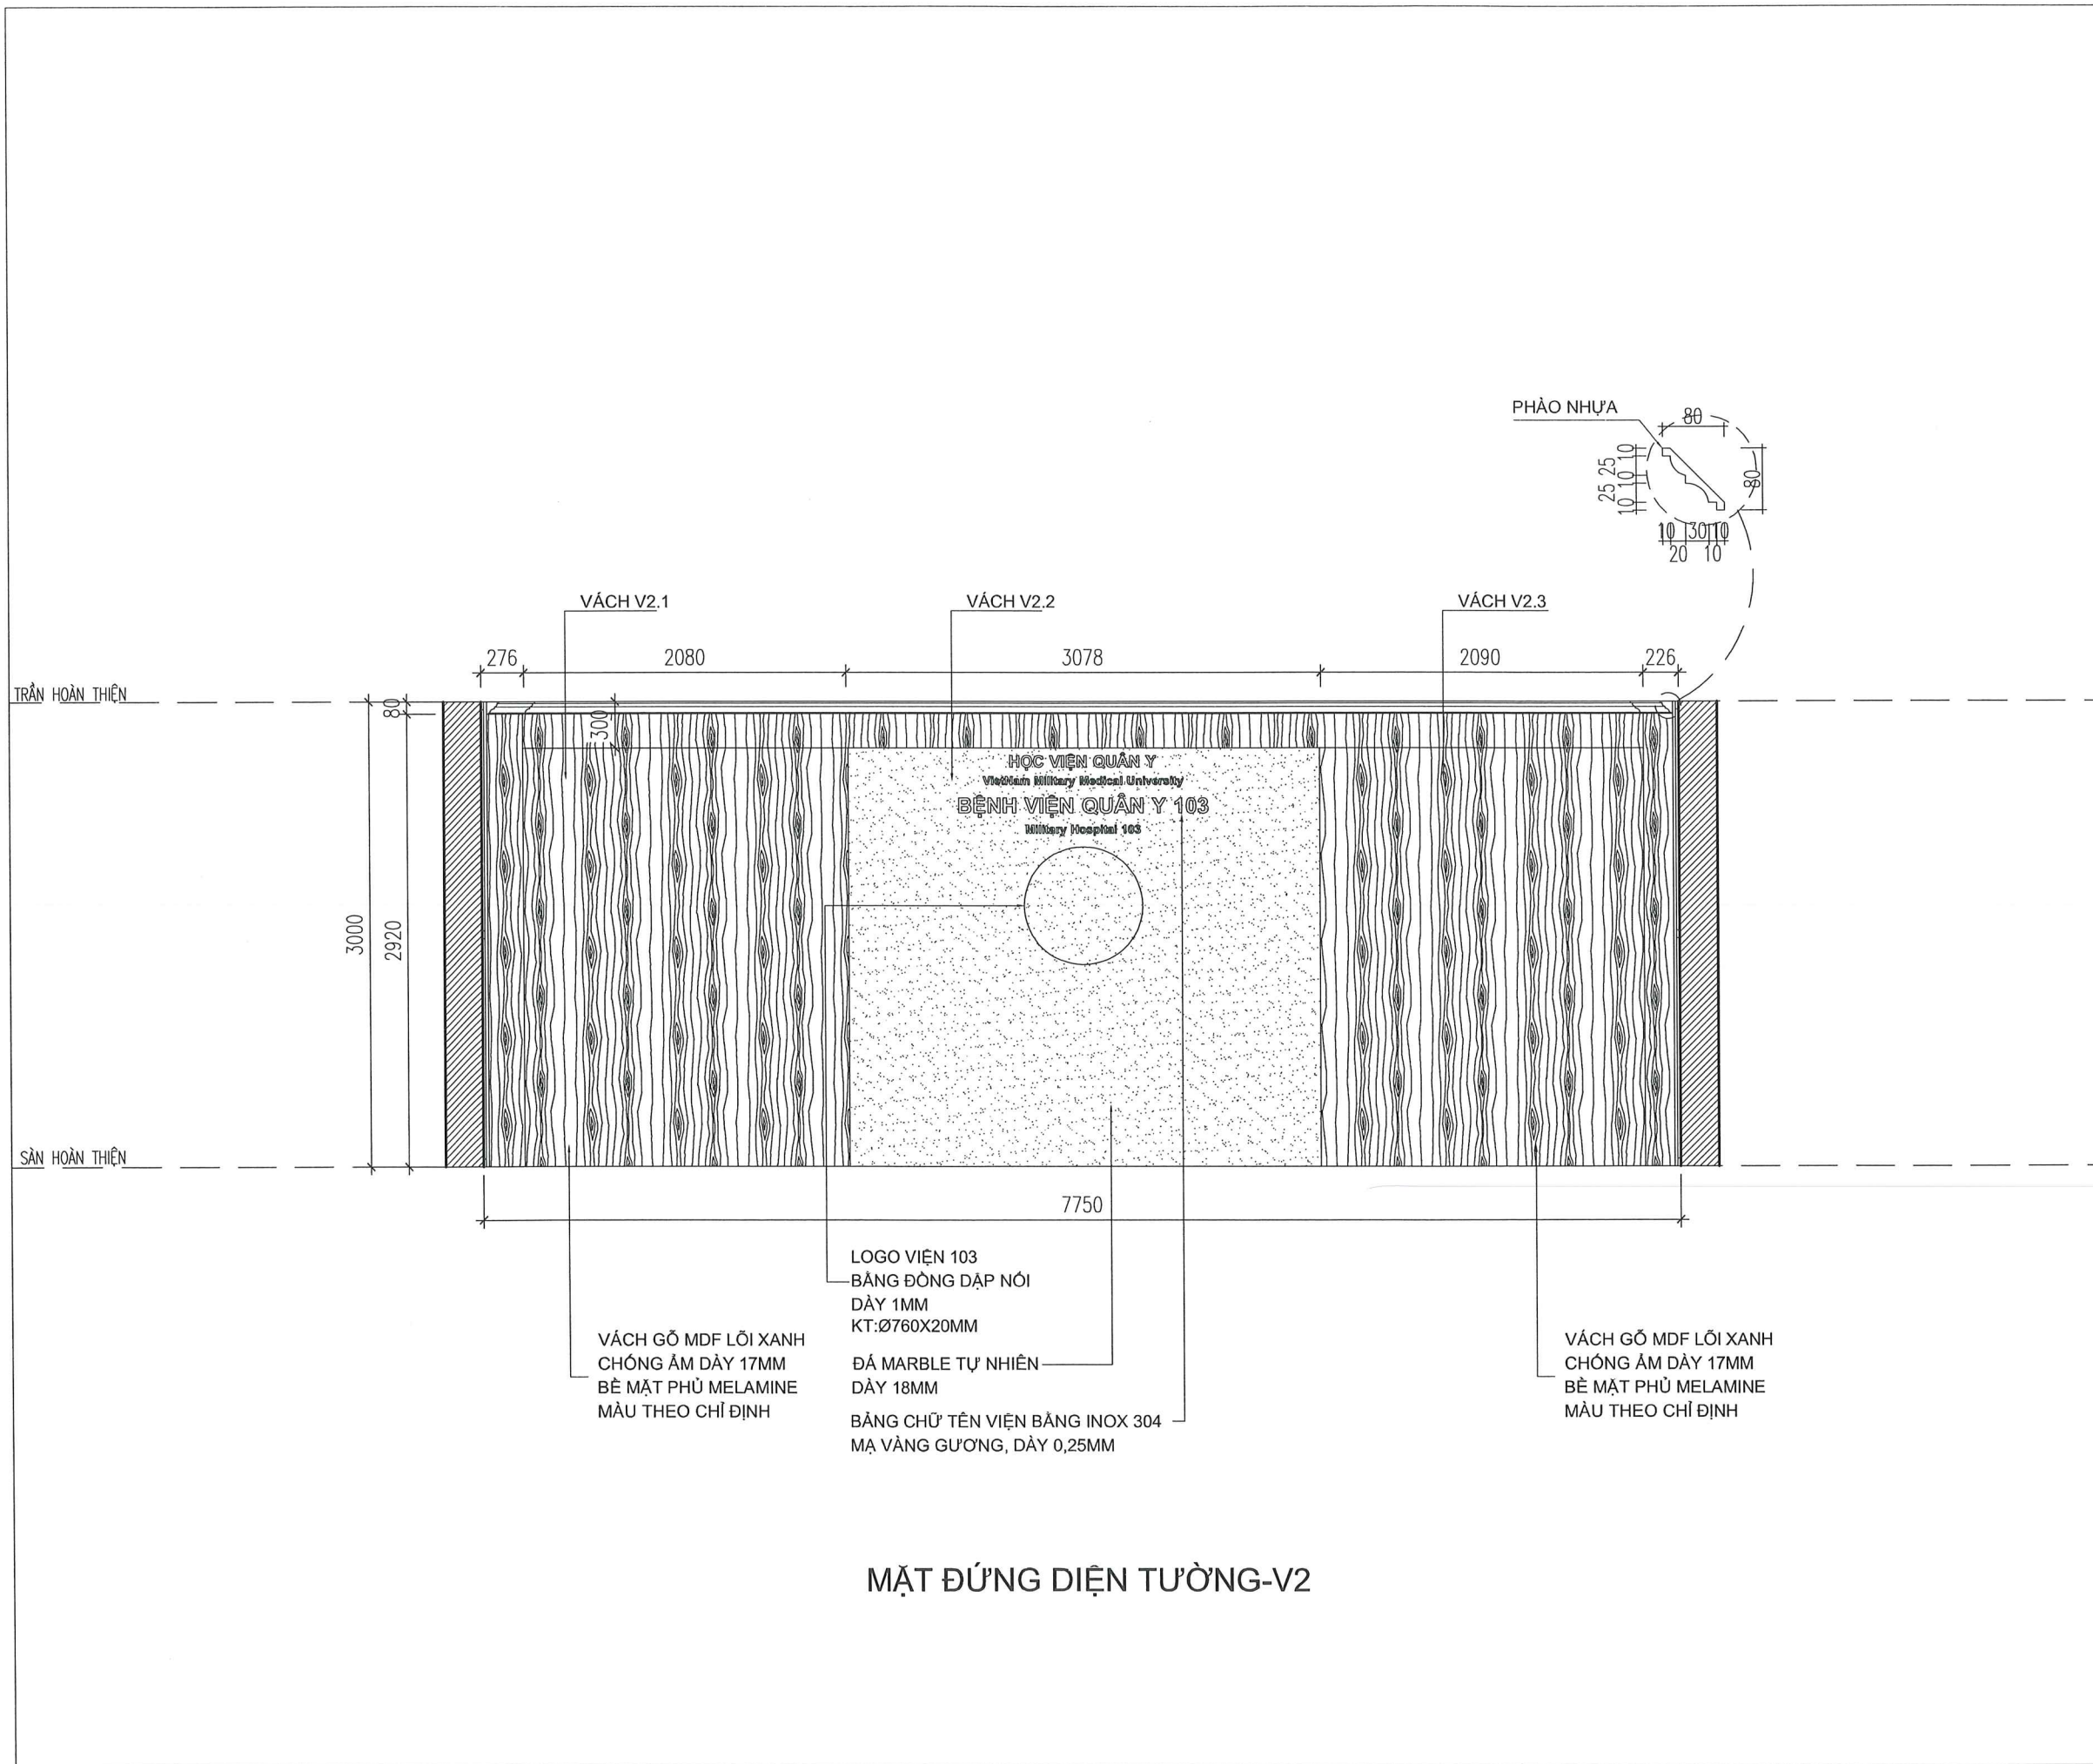 PHÀO NHỰA
80
10
25
10
25
10
80
10 30 10
20 10
VÁCH V2.1
VÁCH V2.2
VÁCH V2.3
276 2080 3078 2090 226
TRẦN HOÀN THIỆN
80
300
3000
2920
HỌC VIỆN QUÂN Y
VietNam Military Medical University
BỆNH VIỆN QUÂN Y 103
Military Hospital 103
SÀN HOÀN THIỆN
7750
LOGO VIỆN 103
BẰNG ĐỒNG DẬP NỔI
DÀY 1MM
KT:Ø760X20MM
VÁCH GỖ MDF LÕI XANH
CHỐNG ẨM DÀY 17MM
BỀ MẶT PHỦ MELAMINE
MÀU THEO CHỈ ĐỊNH
ĐÁ MARBLE TỰ NHIÊN
DÀY 18MM
BẢNG CHỮ TÊN VIỆN BẰNG INOX 304
MẠ VÀNG GƯƠNG, DÀY 0,25MM
VÁCH GỖ MDF LÕI XANH
CHỐNG ẨM DÀY 17MM
BỀ MẶT PHỦ MELAMINE
MÀU THEO CHỈ ĐỊNH
MẶT ĐỨNG DIỆN TƯỜNG-V2